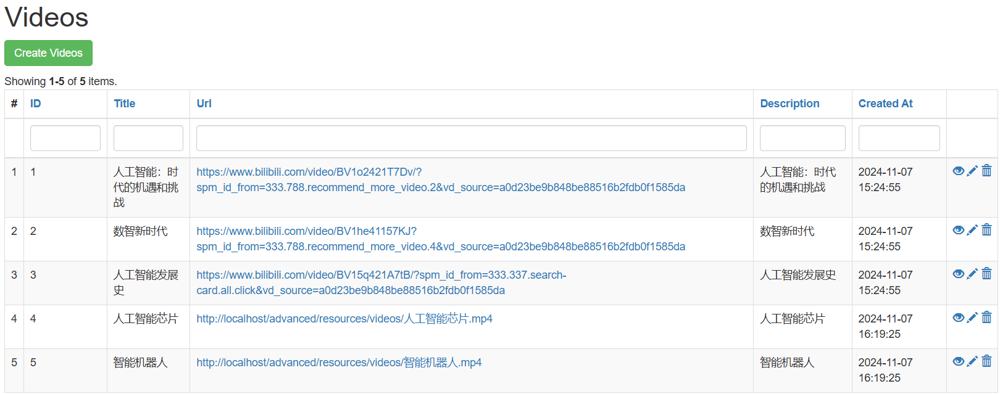 Videos
Create Videos
Showing 1-5 of 5 items.
# ID Title Url Description Created At
1 1 人工智能：时代的机遇和挑战 https://www.bilibili.com/video/BV1o2421T7Dv/?spm_id_from=333.788.recommend_more_video.2&vd_source=a0d23be9b848be88516b2fdb0f1585da 人工智能：时代的机遇和挑战 2024-11-07 15:24:55
2 2 数智新时代 https://www.bilibili.com/video/BV1he41157KJ?spm_id_from=333.788.recommend_more_video.4&vd_source=a0d23be9b848be88516b2fdb0f1585da 数智新时代 2024-11-07 15:24:55
3 3 人工智能发展史 https://www.bilibili.com/video/BV15q421A7tB/?spm_id_from=333.337.search-card.all.click&vd_source=a0d23be9b848be88516b2fdb0f1585da 人工智能发展史 2024-11-07 15:24:55
4 4 人工智能芯片 http://localhost/advanced/resources/videos/人工智能芯片.mp4 人工智能芯片 2024-11-07 16:19:25
5 5 智能机器人 http://localhost/advanced/resources/videos/智能机器人.mp4 智能机器人 2024-11-07 16:19:25